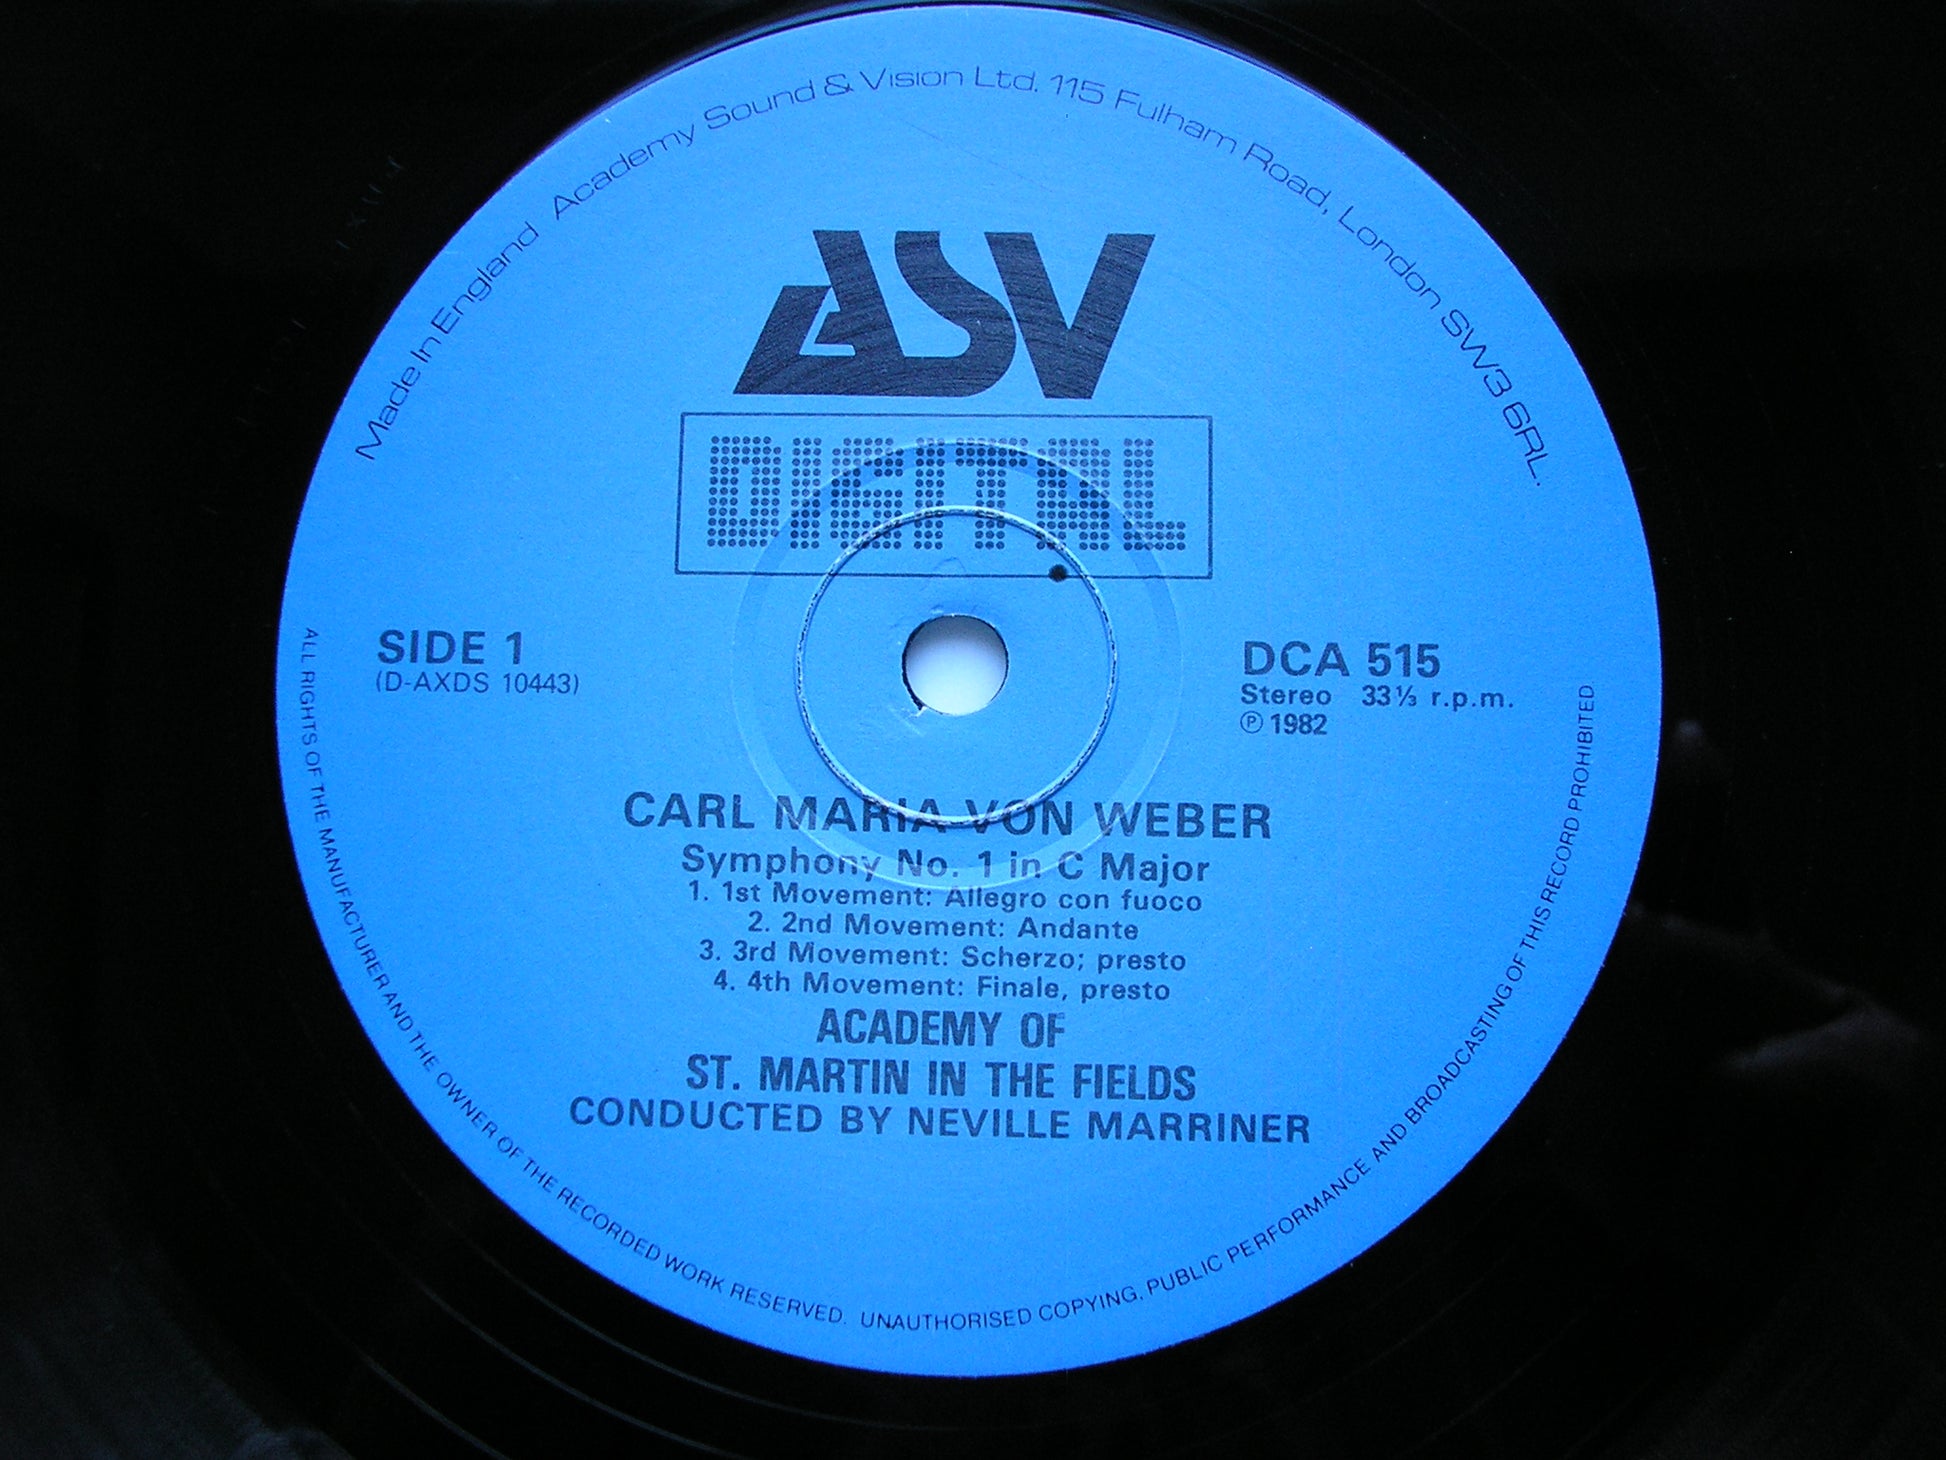 Made In England Academy Sound & Vision Ltd. 115 Fulham Road, London SW3 6RL.
ASV
DIGITAL
SIDE 1
(D-AXDS 10443)
DCA 515
Stereo 33⅓ r.p.m.
℗ 1982
CARL MARIA VON WEBER
Symphony No. 1 in C Major
1. 1st Movement: Allegro con fuoco
2. 2nd Movement: Andante
3. 3rd Movement: Scherzo; presto
4. 4th Movement: Finale, presto
ACADEMY OF
ST. MARTIN IN THE FIELDS
CONDUCTED BY NEVILLE MARRINER
ALL RIGHTS OF THE MANUFACTURER AND THE OWNER OF THE RECORDED WORK RESERVED. UNAUTHORISED COPYING, PUBLIC PERFORMANCE AND BROADCASTING OF THIS RECORD PROHIBITED.